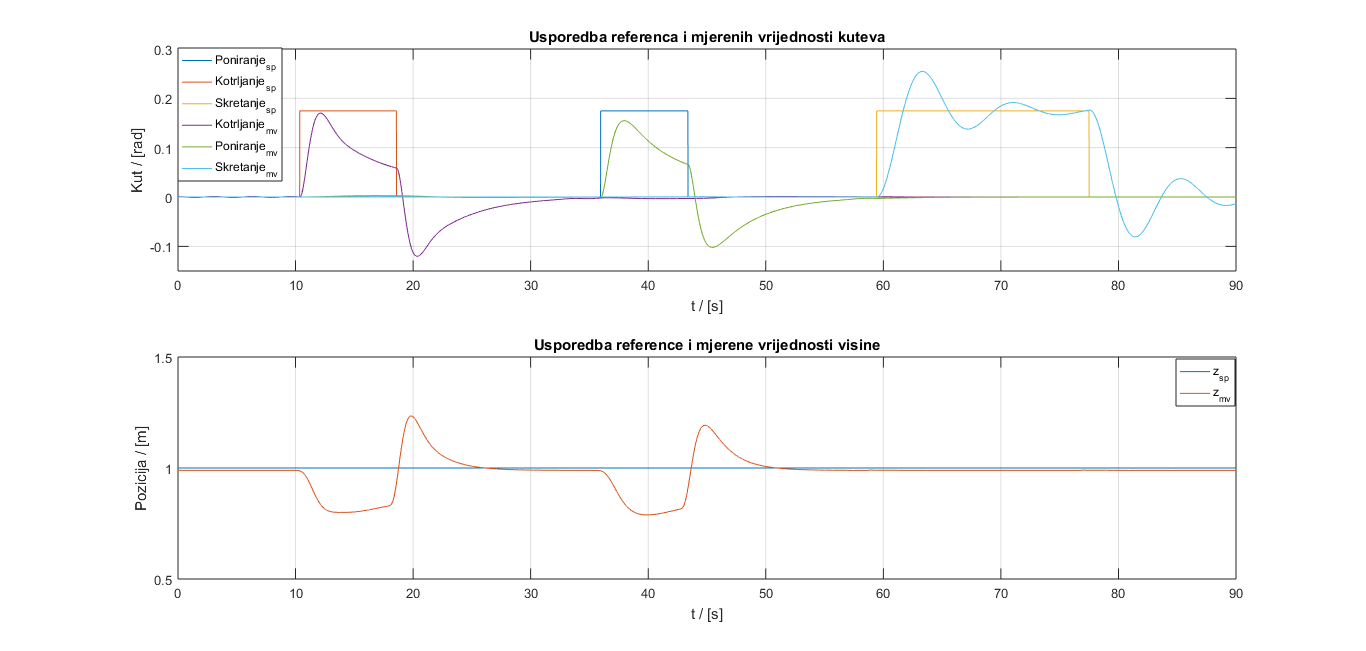 Usporedba referenca i mjerenih vrijednosti kuteva
0.3
0.2
0.1
0
-0.1
Kut / [rad]
Poniranje_sp
Kotrljanje_sp
Skretanje_sp
Kotrljanje_mv
Poniranje_mv
Skretanje_mv
0 10 20 30 40 50 60 70 80 90
t / [s]
Usporedba reference i mjerene vrijednosti visine
1.5
1
0.5
Pozicija / [m]
z_sp
z_mv
0 10 20 30 40 50 60 70 80 90
t / [s]